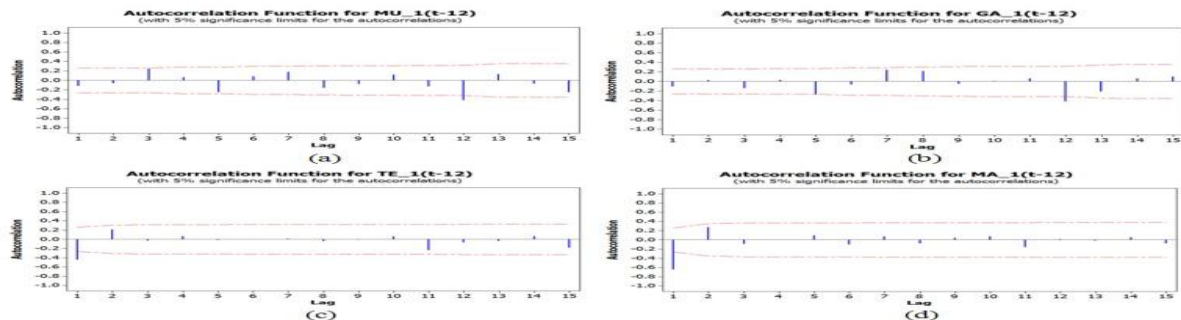 Autocorrelation Function for MU_1(t-12)
(with 5% significance limits for the autocorrelations)
Autocorrelation
1.0
0.8
0.6
0.4
0.2
0.0
-0.2
-0.4
-0.6
-0.8
-1.0
1 2 3 4 5 6 7 8 9 10 11 12 13 14 15
Lag
(a)
Autocorrelation Function for GA_1(t-12)
(with 5% significance limits for the autocorrelations)
Autocorrelation
1.0
0.8
0.6
0.4
0.2
0.0
-0.2
-0.4
-0.6
-0.8
-1.0
1 2 3 4 5 6 7 8 9 10 11 12 13 14 15
Lag
(b)
Autocorrelation Function for TE_1(t-12)
(with 5% significance limits for the autocorrelations)
Autocorrelation
1.0
0.8
0.6
0.4
0.2
0.0
-0.2
-0.4
-0.6
-0.8
-1.0
1 2 3 4 5 6 7 8 9 10 11 12 13 14 15
Lag
(c)
Autocorrelation Function for MA_1(t-12)
(with 5% significance limits for the autocorrelations)
Autocorrelation
1.0
0.8
0.6
0.4
0.2
0.0
-0.2
-0.4
-0.6
-0.8
-1.0
1 2 3 4 5 6 7 8 9 10 11 12 13 14 15
Lag
(d)